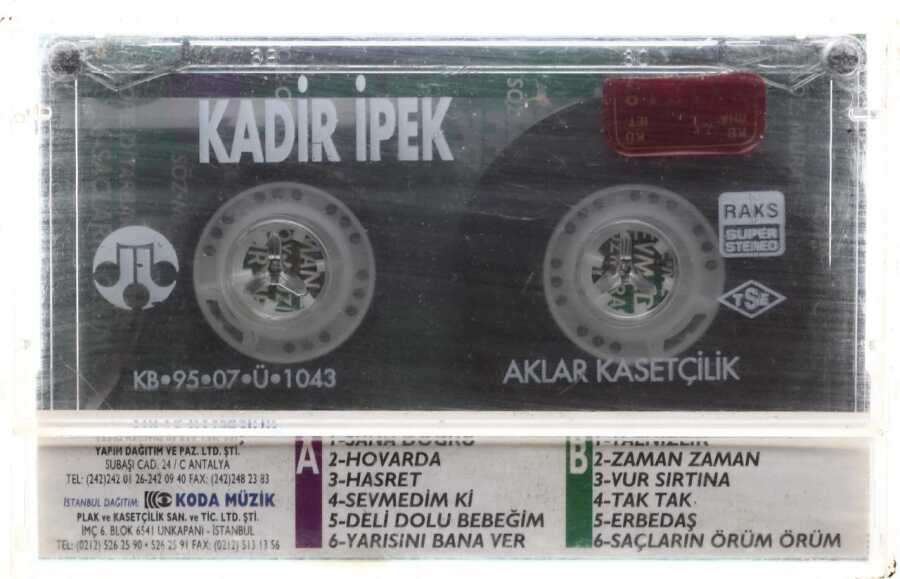 KADİR İPEK
RAKS
SUPER
STEREO
TSE
KB•95•07•Ü•1043
AKLAR KASETÇİLİK
YAPIM DAĞITIM VE PAZ. LTD. ŞTİ.
SUBAŞI CAD. 24 / C ANTALYA
TEL: (242)242 01 26-242 09 40 FAX: (242)248 23 83
İSTANBUL DAĞITIM: KODA MÜZİK
PLAK ve KASETÇİLİK SAN. ve TİC. LTD. ŞTİ.
İMÇ 6. BLOK 6541 UNKAPANI - İSTANBUL
TEL: (0212) 526 25 90 • 526 25 91 FAX: (0212) 513 13 56
A
1-SANA DOĞRU
2-HOVARDA
3-HASRET
4-SEVMEDİM Kİ
5-DELİ DOLU BEBEĞİM
6-YARISINI BANA VER
B
1-YALNIZLIK
2-ZAMAN ZAMAN
3-VUR SIRTINA
4-TAK TAK
5-ERBEDAŞ
6-SAÇLARIN ÖRÜM ÖRÜM